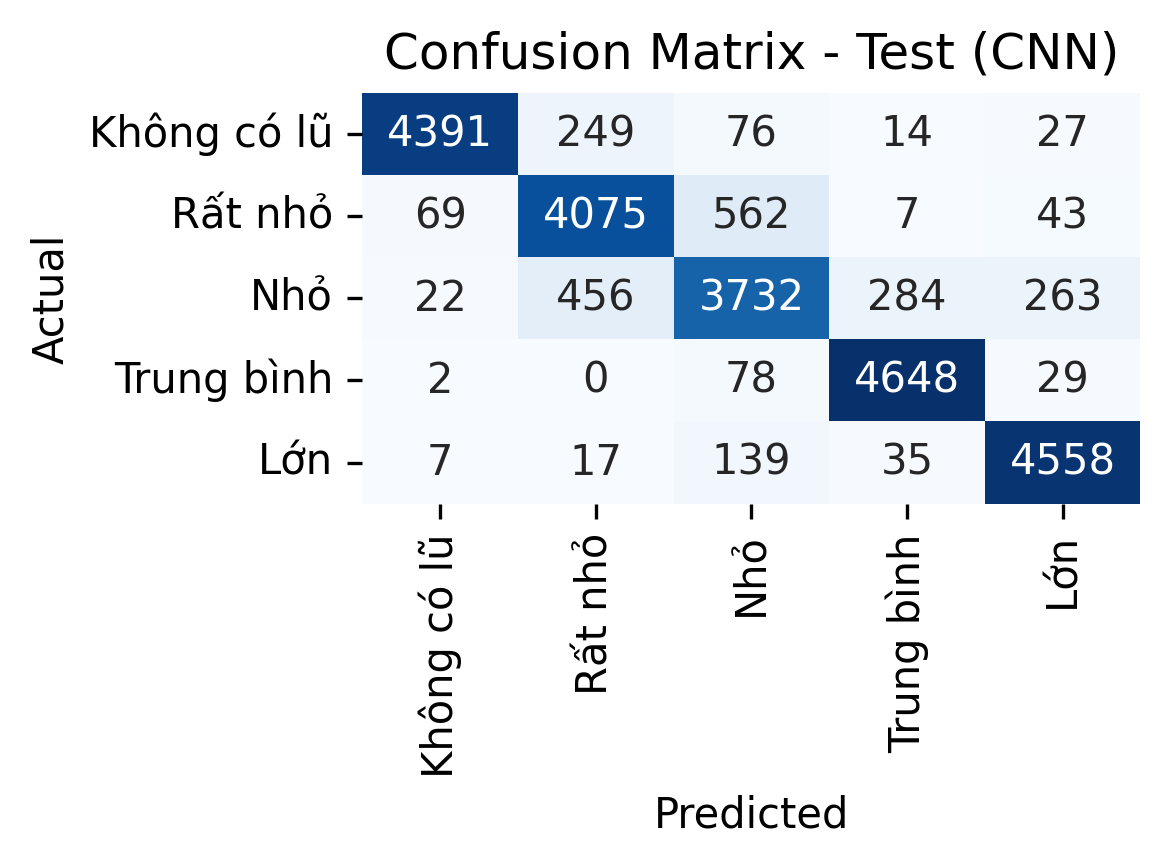 Confusion Matrix - Test (CNN)
Actual
Không có lũ 4391 249 76 14 27
Rất nhỏ 69 4075 562 7 43
Nhỏ 22 456 3732 284 263
Trung bình 2 0 78 4648 29
Lớn 7 17 139 35 4558
Không có lũ
Rất nhỏ
Nhỏ
Trung bình
Lớn
Predicted